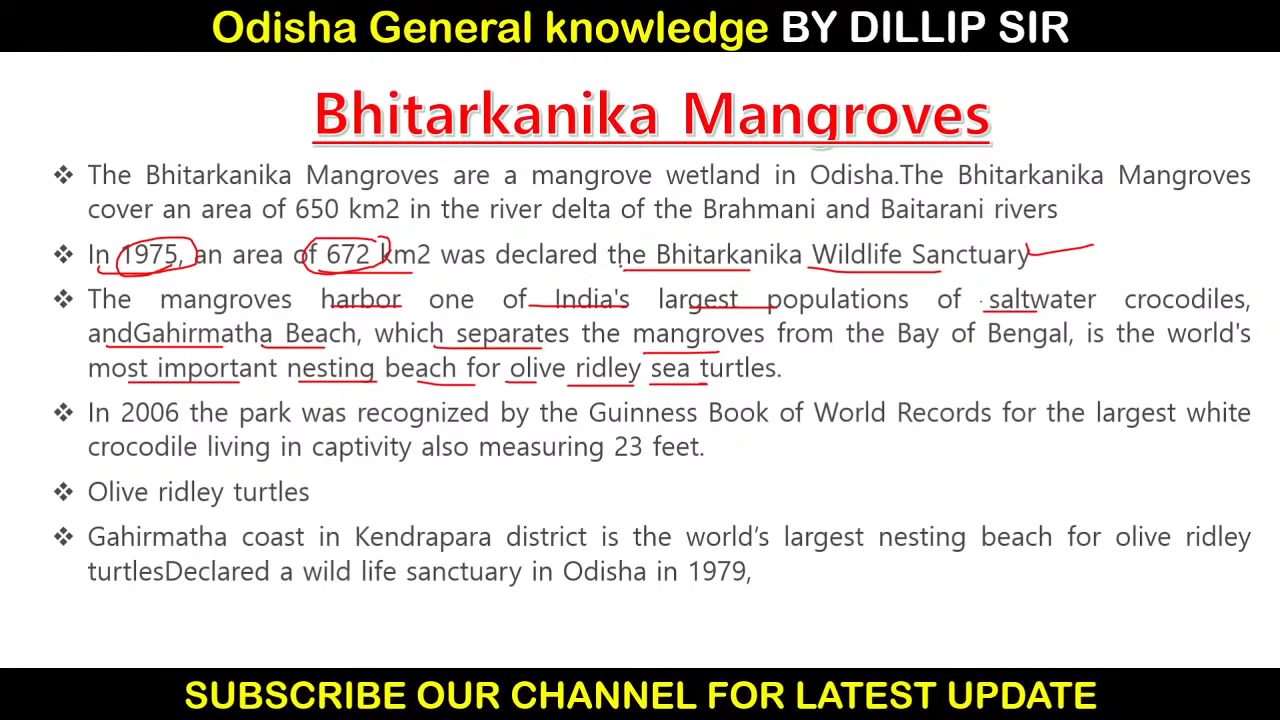 Odisha General knowledge BY DILLIP SIR
Bhitarkanika Mangroves
❖ The Bhitarkanika Mangroves are a mangrove wetland in Odisha.The Bhitarkanika Mangroves
cover an area of 650 km2 in the river delta of the Brahmani and Baitarani rivers
❖ In 1975, an area of 672 km2 was declared the Bhitarkanika Wildlife Sanctuary
❖ The mangroves harbor one of India's largest populations of saltwater crocodiles,
andGahirmatha Beach, which separates the mangroves from the Bay of Bengal, is the world's
most important nesting beach for olive ridley sea turtles.
❖ In 2006 the park was recognized by the Guinness Book of World Records for the largest white
crocodile living in captivity also measuring 23 feet.
❖ Olive ridley turtles
❖ Gahirmatha coast in Kendrapara district is the world’s largest nesting beach for olive ridley
turtlesDeclared a wild life sanctuary in Odisha in 1979,
SUBSCRIBE OUR CHANNEL FOR LATEST UPDATE